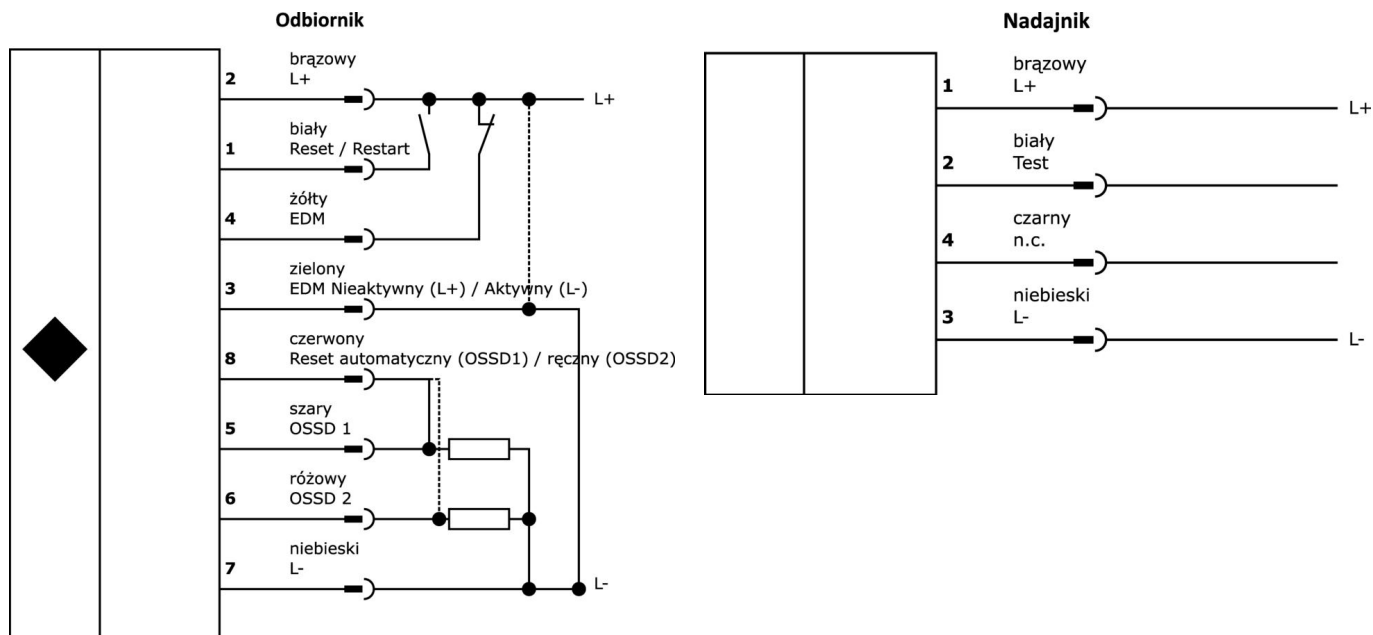 Odbiornik
brązowy
2 L+
L+
biały
1 Reset / Restart
żółty
4 EDM
zielony
3 EDM Nieaktywny (L+) / Aktywny (L-)
czerwony
8 Reset automatyczny (OSSD1) / ręczny (OSSD2)
szary
5 OSSD 1
różowy
6 OSSD 2
niebieski
7 L-
L-
Nadajnik
brązowy
1 L+
L+
biały
2 Test
czarny
4 n.c.
niebieski
3 L-
L-